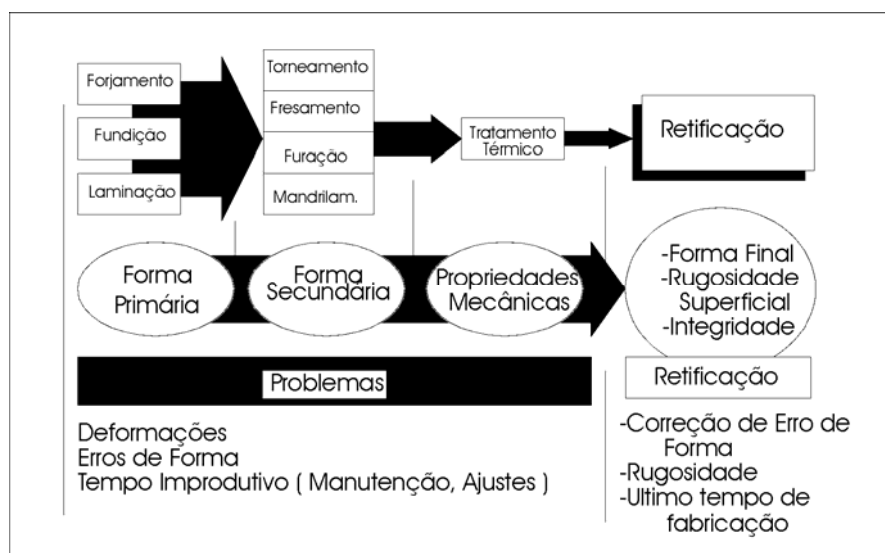 Forjamento
Fundição
Laminação
Torneamento
Fresamento
Furação
Mandrilam.
Tratamento
Térmico
Retificação
Forma
Primária
Forma
Secundária
Propriedades
Mecânicas
-Forma Final
-Rugosidade
Superficial
-Integridade
Problemas
Deformações
Erros de Forma
Tempo Improdutivo ( Manutenção, Ajustes )
Retificação
-Correção de Erro de
Forma
-Rugosidade
-Ultimo tempo de
fabricação